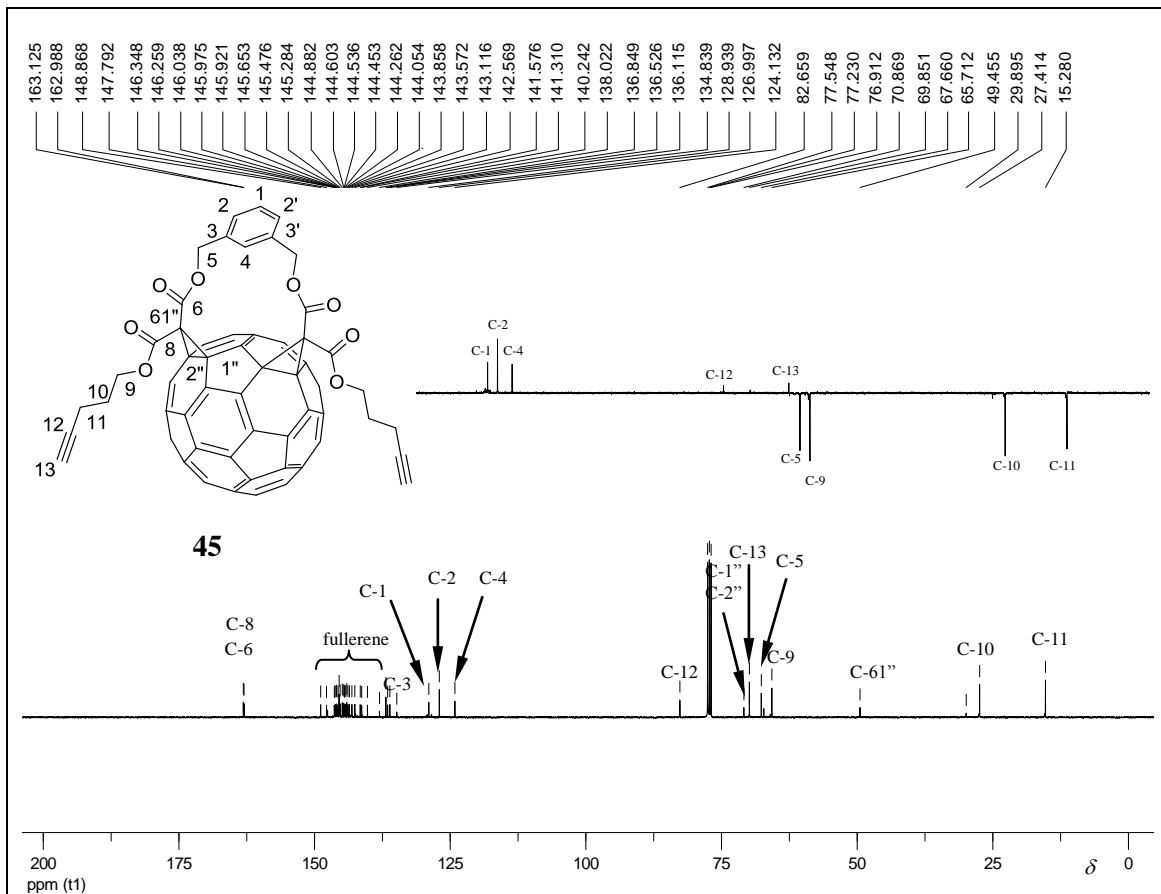 163.125 162.988 148.868 147.792 146.348 146.259 146.038 145.975 145.921 145.653 145.476 145.284 144.882 144.603 144.536 144.453 144.262 144.054 143.858 143.572 143.116 142.569 141.576 141.310 140.242 138.022 136.849 136.526 136.115 134.839 128.939 126.997 124.132 82.659 77.548 77.230 76.912 70.869 69.851 67.660 65.712 49.455 29.895 27.414 15.280
1
2 2'
3 3'
5 4
O O
O 6 O
61"
O O
8
2" 1"
O O
10 9
11
12
13
C-2
C-1 C-4
C-12 C-13
C-5
C-9
C-10 C-11
45
C-13
C-1"
C-2"
C-5
C-2
C-1 C-4
C-8
C-6
fullerene
C-3
C-12
C-9
C-61"
C-10
C-11
200 175 150 125 100 75 50 25 0
ppm (t1)
δ